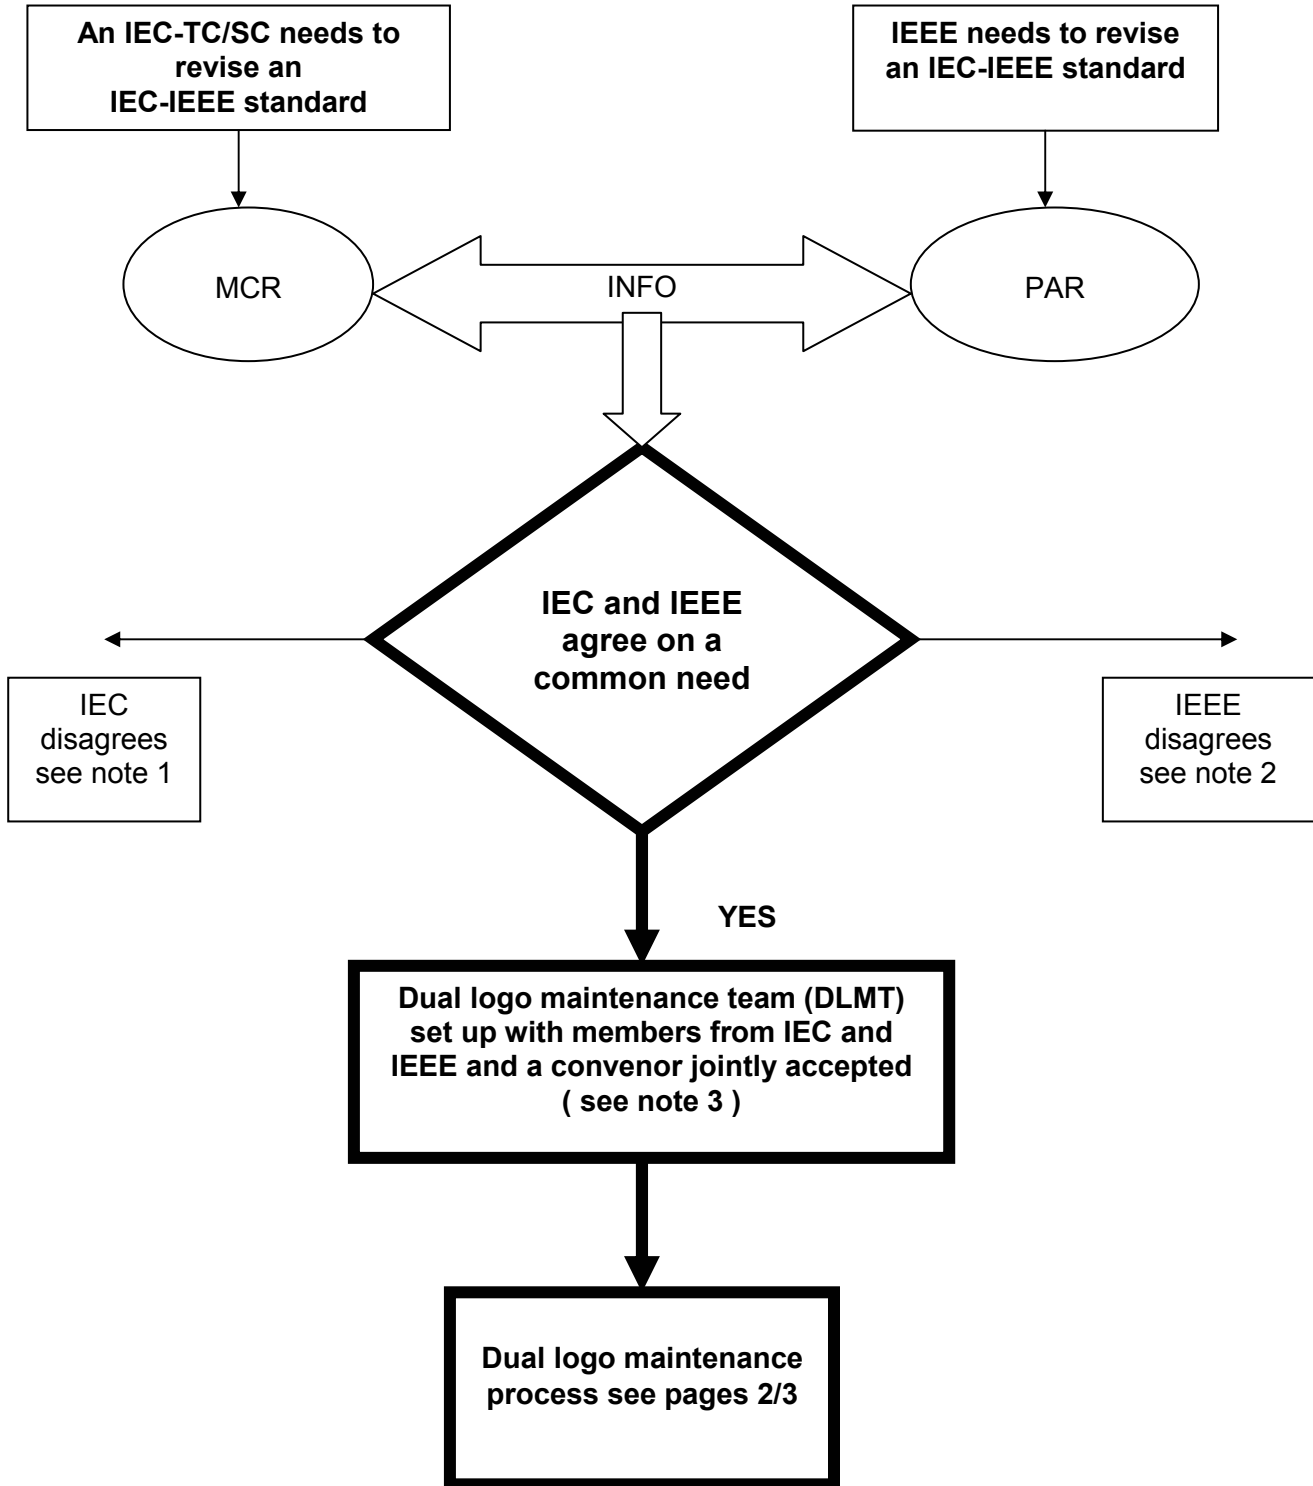 An IEC-TC/SC needs to
revise an
IEC-IEEE standard
IEEE needs to revise
an IEC-IEEE standard
MCR
INFO
PAR
IEC and IEEE
agree on a
common need
IEC
disagrees
see note 1
IEEE
disagrees
see note 2
YES
Dual logo maintenance team (DLMT)
set up with members from IEC and
IEEE and a convenor jointly accepted
( see note 3 )
Dual logo maintenance
process see pages 2/3